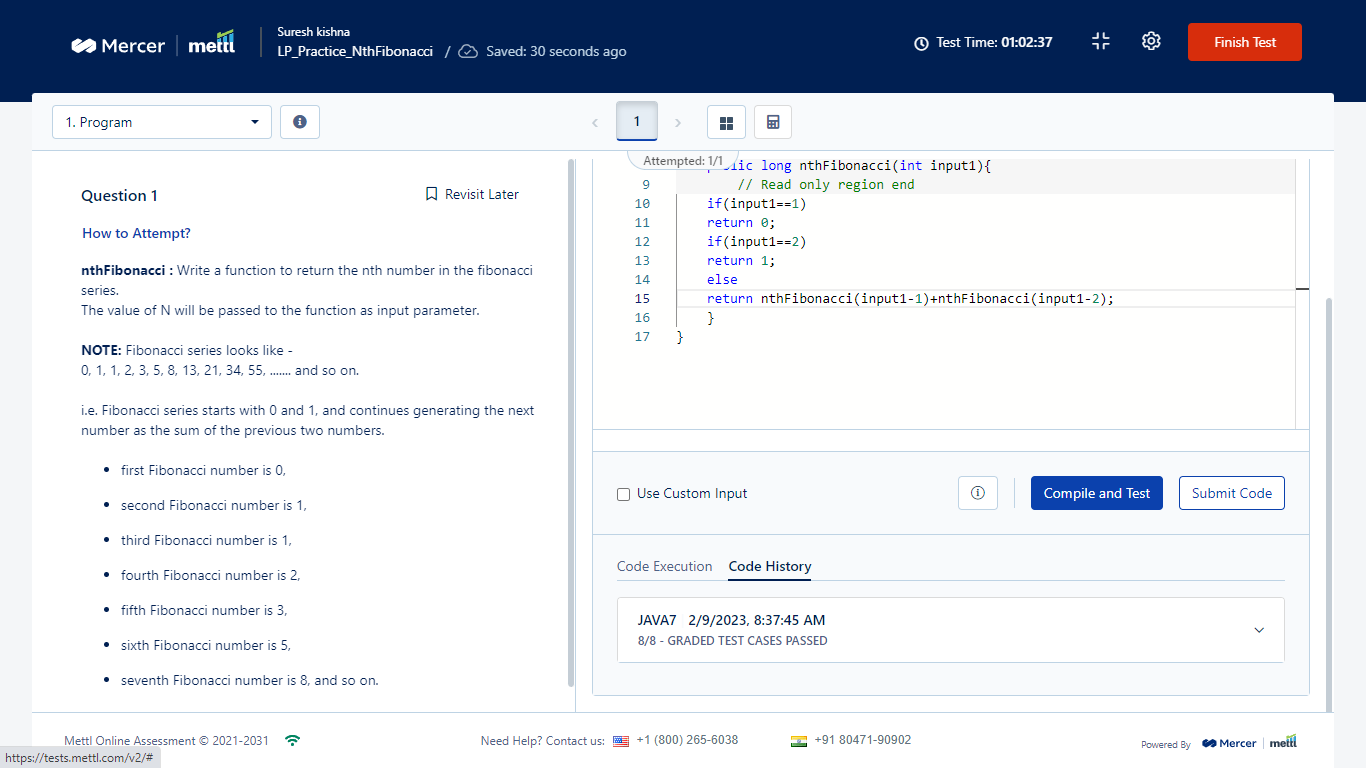 Mercer | mettl
Suresh kishna
LP_Practice_NthFibonacci / Saved: 30 seconds ago
Test Time: 01:02:37
Finish Test
1. Program
1
Attempted: 1/1
Question 1
Revisit Later
How to Attempt?
nthFibonacci : Write a function to return the nth number in the fibonacci
series.
The value of N will be passed to the function as input parameter.
NOTE: Fibonacci series looks like -
0, 1, 1, 2, 3, 5, 8, 13, 21, 34, 55, ....... and so on.
i.e. Fibonacci series starts with 0 and 1, and continues generating the next
number as the sum of the previous two numbers.
• first Fibonacci number is 0,
• second Fibonacci number is 1,
• third Fibonacci number is 1,
• fourth Fibonacci number is 2,
• fifth Fibonacci number is 3,
• sixth Fibonacci number is 5,
• seventh Fibonacci number is 8, and so on.
long nthFibonacci(int input1){
9 // Read only region end
10 if(input1==1)
11 return 0;
12 if(input1==2)
13 return 1;
14 else
15 return nthFibonacci(input1-1)+nthFibonacci(input1-2);
16 }
17 }
Use Custom Input
Compile and Test
Submit Code
Code Execution
Code History
JAVA7 2/9/2023, 8:37:45 AM
8/8 - GRADED TEST CASES PASSED
Mettl Online Assessment © 2021-2031
Need Help? Contact us: +1 (800) 265-6038
+91 80471-90902
Powered By Mercer | mettl
https://tests.mettl.com/v2/#